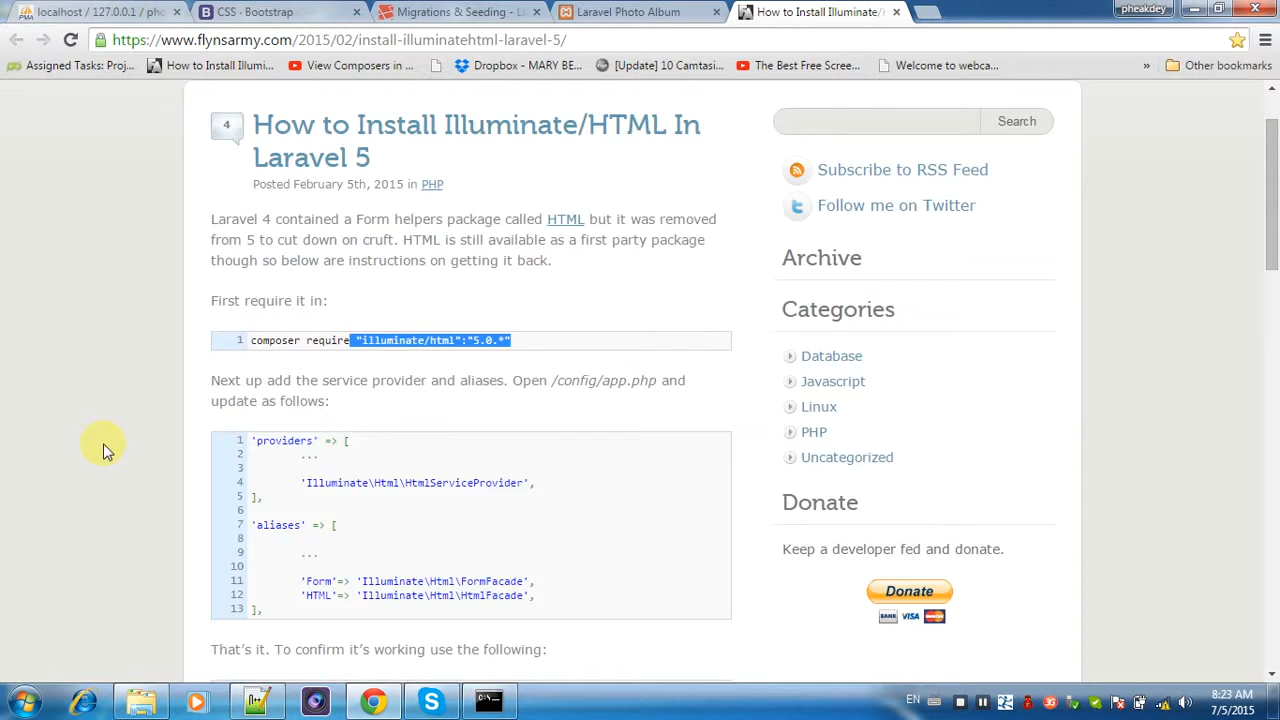 localhost / 127.0.0.1 / pho
CSS · Bootstrap
Migrations & Seeding - La
Laravel Photo Album
How to Install Illuminate/H
pheakdey
https://www.flynsarmy.com/2015/02/install-illuminatehtml-laravel-5/
Assigned Tasks: Proj...
How to Install Illumi...
View Composers in ...
Dropbox - MARY BE...
[Update] 10 Camtasi...
The Best Free Scree...
Welcome to webca...
»
Other bookmarks
4
How to Install Illuminate/HTML In
Laravel 5
Posted February 5th, 2015 in PHP
Laravel 4 contained a Form helpers package called HTML but it was removed
from 5 to cut down on cruft. HTML is still available as a first party package
though so below are instructions on getting it back.
First require it in:
1 composer require "illuminate/html":"5.0.*"
Next up add the service provider and aliases. Open /config/app.php and
update as follows:
1 'providers' => [
2 ...
3
4 'Illuminate\Html\HtmlServiceProvider',
5 ],
6
7 'aliases' => [
8
9 ...
10
11 'Form'=> 'Illuminate\Html\FormFacade',
12 'HTML'=> 'Illuminate\Html\HtmlFacade',
13 ],
That's it. To confirm it's working use the following:
Search
Subscribe to RSS Feed
Follow me on Twitter
Archive
Categories
Database
Javascript
Linux
PHP
Uncategorized
Donate
Keep a developer fed and donate.
Donate
BANK VISA
EN
8:23 AM
7/5/2015